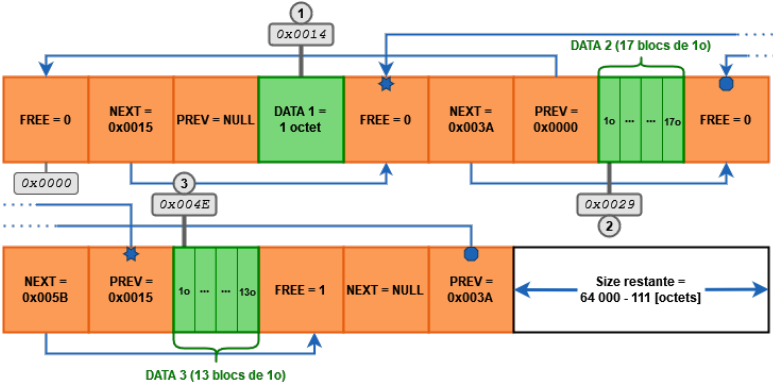 1
0x0014
DATA 2 (17 blocs de 1o)
FREE = 0
NEXT =
0x0015
PREV = NULL
DATA 1 =
1 octet
FREE = 0
NEXT =
0x003A
PREV =
0x0000
1o ... ... 17o
FREE = 0
0x0000
3
0x004E
0x0029
2
NEXT =
0x005B
PREV =
0x0015
1o ... ... 13o
FREE = 1
NEXT = NULL
PREV =
0x003A
Size restante =
64 000 - 111 [octets]
DATA 3 (13 blocs de 1o)